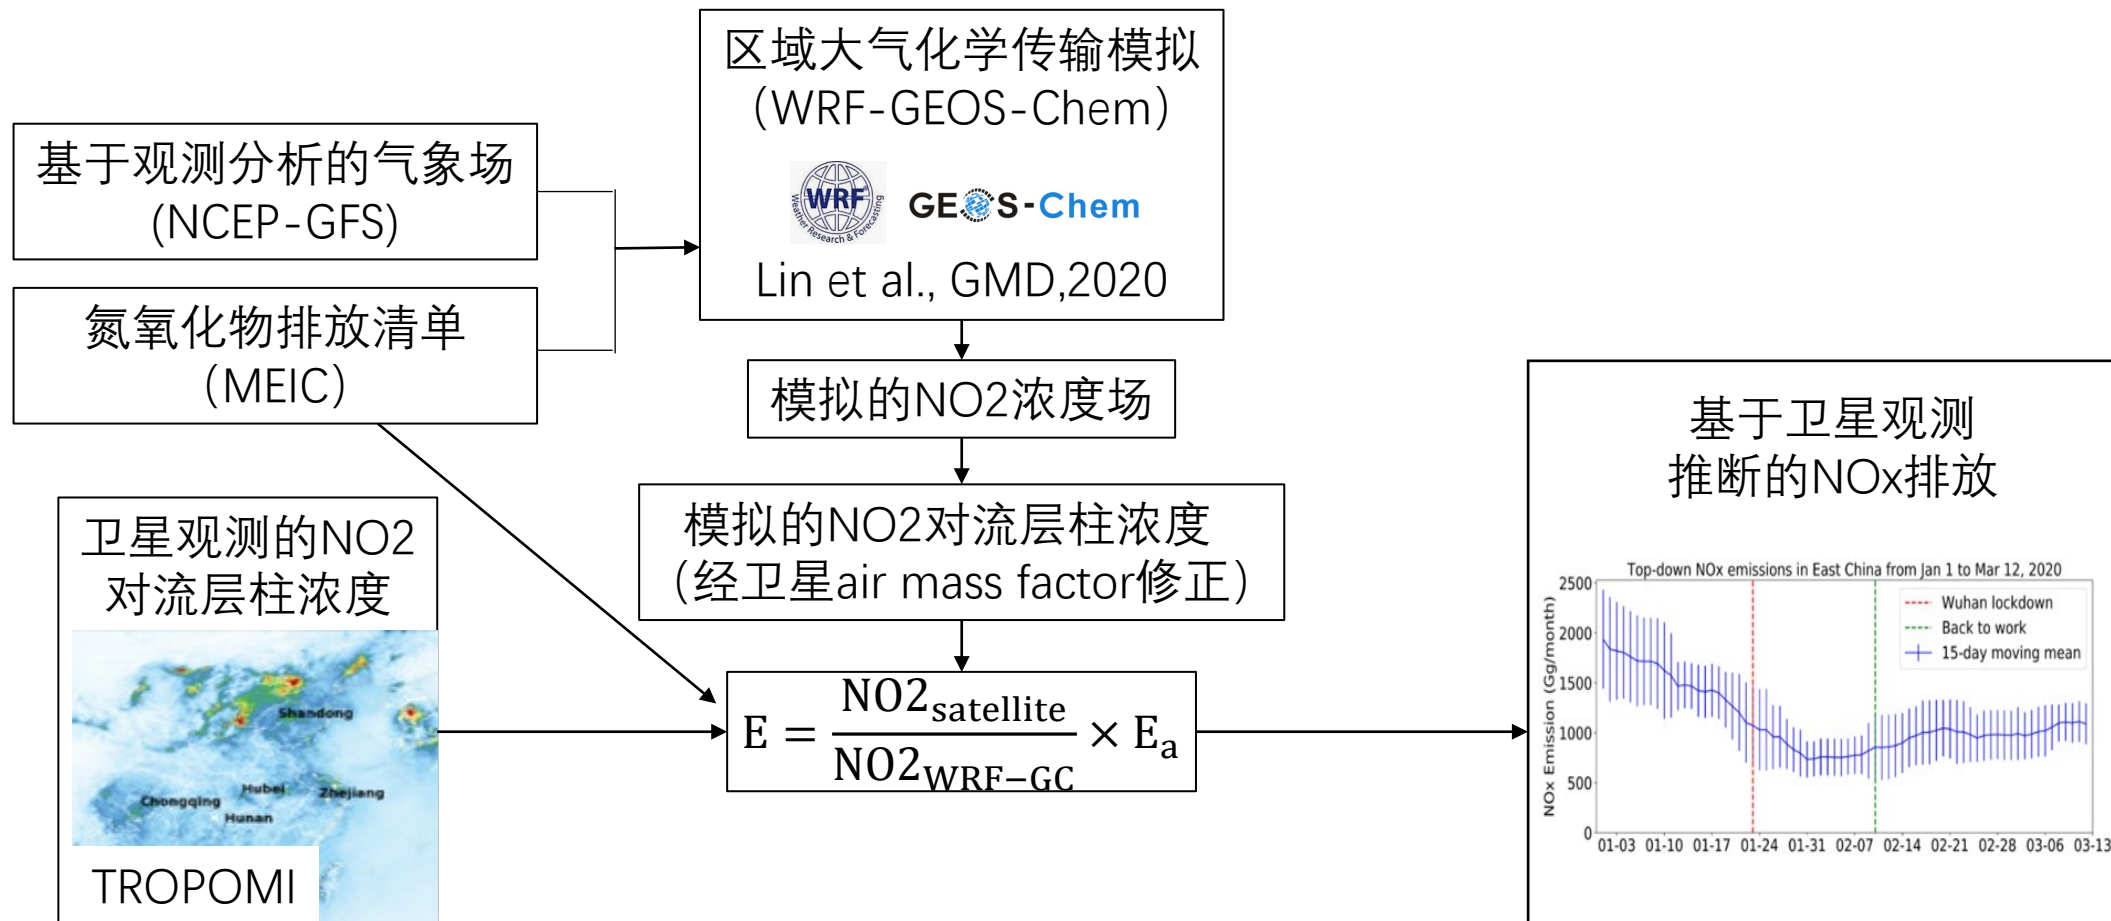 区域大气化学传输模拟
（WRF-GEOS-Chem）
WRF
Weather Research & Forecasting
GEOS-Chem
Lin et al., GMD,2020
基于观测分析的气象场
(NCEP-GFS)
氮氧化物排放清单
（MEIC）
模拟的NO2浓度场
模拟的NO2对流层柱浓度
（经卫星air mass factor修正）
卫星观测的NO2
对流层柱浓度
Shandong
Hubei
Zhejiang
Chongqing
Hunan
TROPOMI
E = NO2satellite / NO2WRF−GC × Ea
基于卫星观测
推断的NOx排放
Top-down NOx emissions in East China from Jan 1 to Mar 12, 2020
NOx Emission (Gg/month)
2500
2000
1500
1000
500
0
Wuhan lockdown
Back to work
15-day moving mean
01-03 01-10 01-17 01-24 01-31 02-07 02-14 02-21 02-28 03-06 03-13